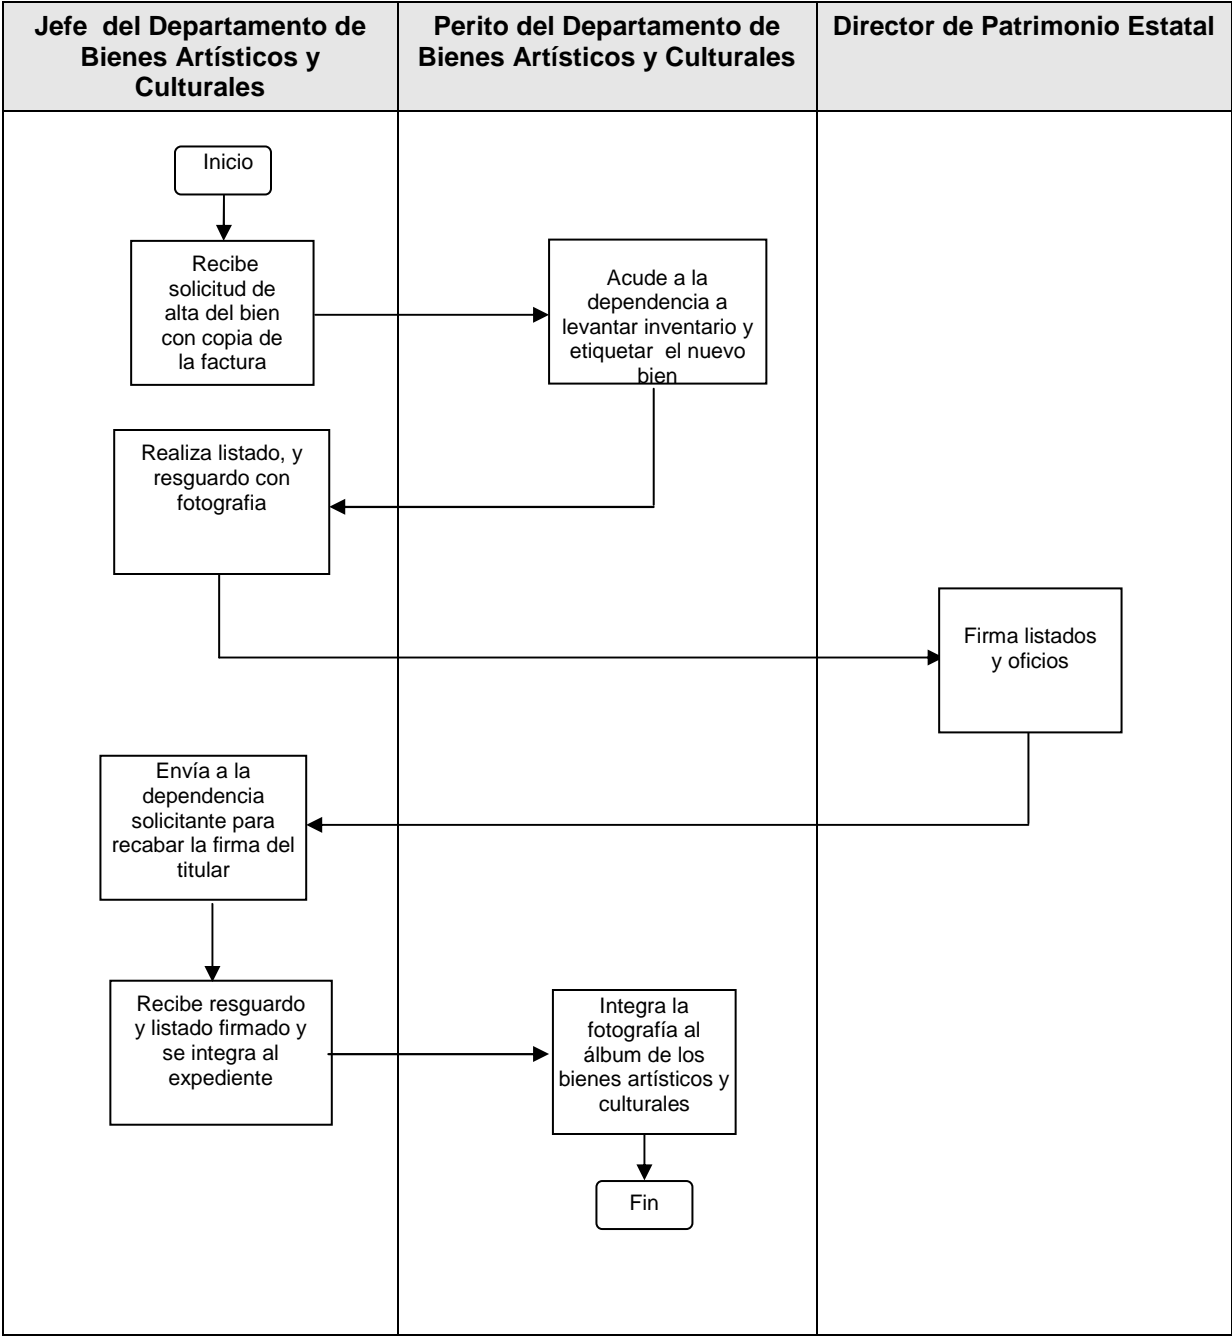 Jefe del Departamento de
Bienes Artísticos y
Culturales
Perito del Departamento de
Bienes Artísticos y Culturales
Director de Patrimonio Estatal
Inicio
Recibe
solicitud de
alta del bien
con copia de
la factura
Acude a la
dependencia a
levantar inventario y
etiquetar el nuevo
bien
Realiza listado, y
resguardo con
fotografia
Firma listados
y oficios
Envía a la
dependencia
solicitante para
recabar la firma del
titular
Recibe resguardo
y listado firmado y
se integra al
expediente
Integra la
fotografía al
álbum de los
bienes artísticos y
culturales
Fin